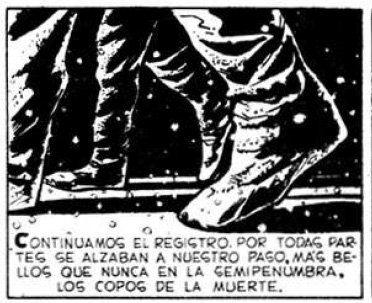 CONTINUAMOS EL REGISTRO. POR TODAS PAR-
TES SE ALZABAN A NUESTRO PASO, MÁS BE-
LLOS QUE NUNCA EN LA SEMIPENUMBRA,
LOS COPOS DE LA MUERTE.